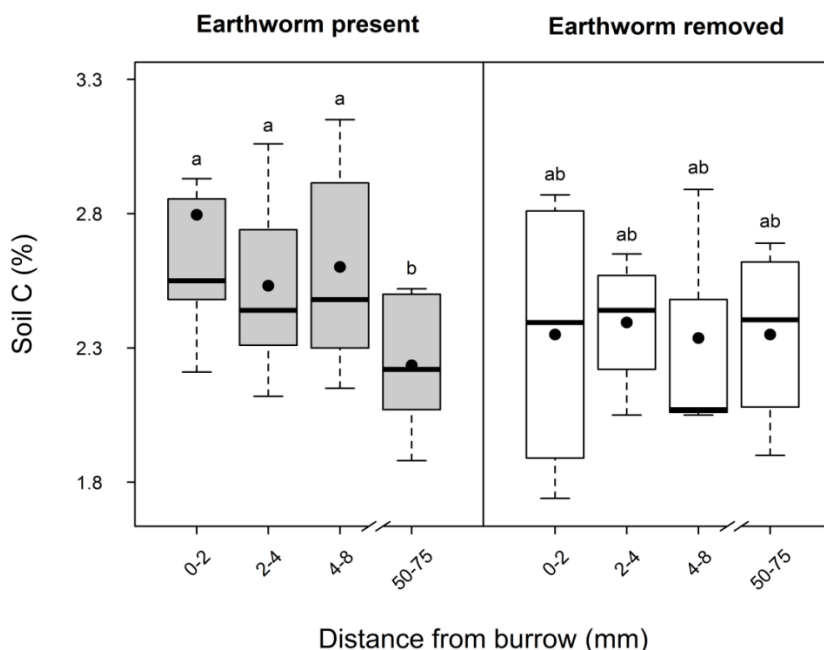 Earthworm present
Earthworm removed
Soil C (%)
3.3
2.8
2.3
1.8
a
a
a
b
ab
ab
ab
ab
0-2
2-4
4-8
50-75
0-2
2-4
4-8
50-75
Distance from burrow (mm)